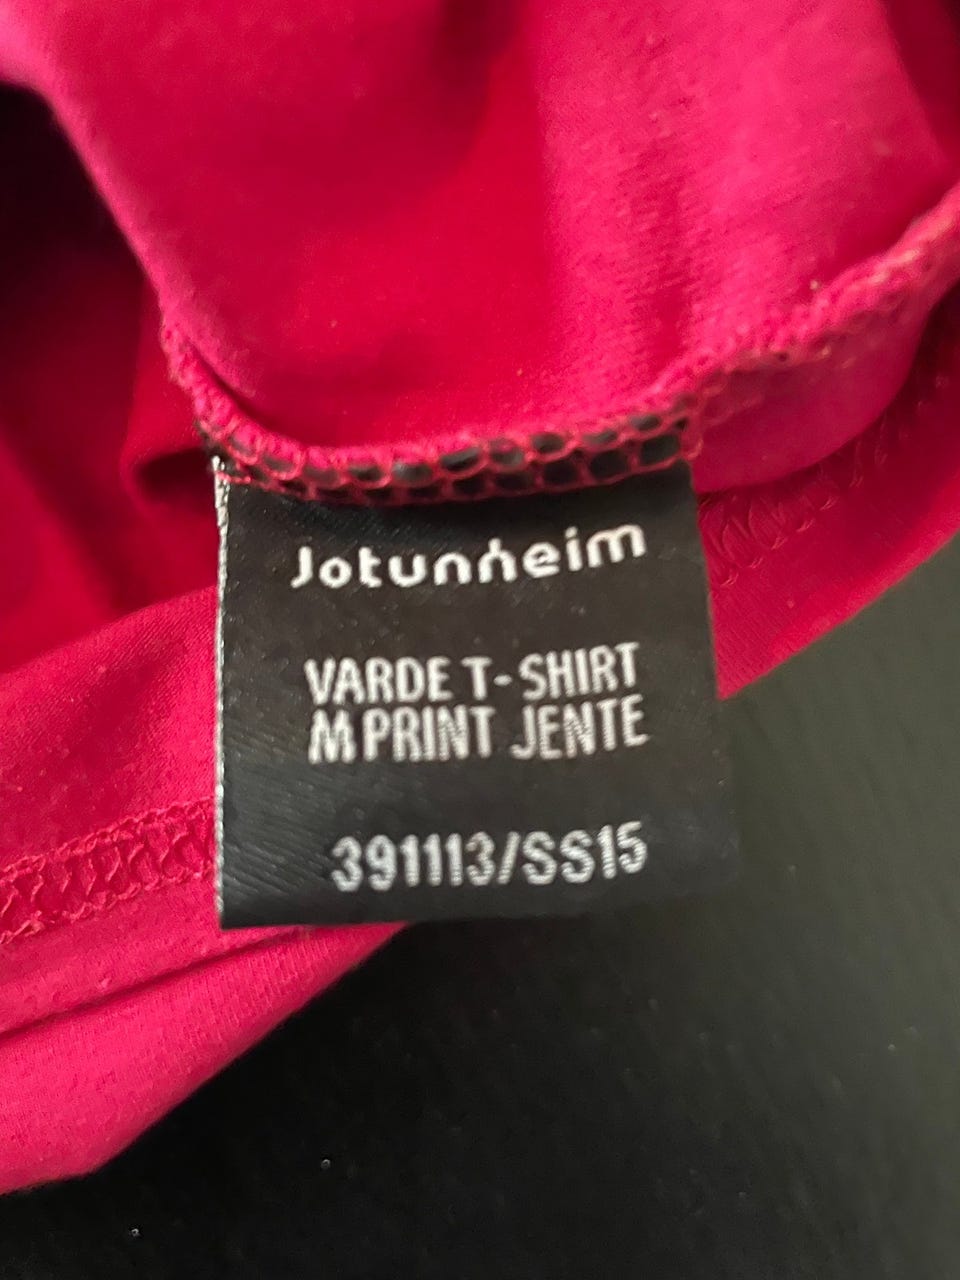 Jotunheim
VARDE T-SHIRT
M PRINT JENTE
391113/SS15